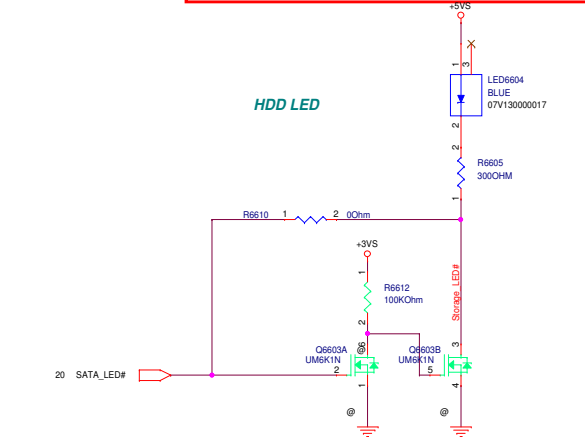 +5VS
1
3
LED6604
BLUE
07V130000017
HDD LED
2
2
R6605
300OHM
1
R6610 1 2 0Ohm
+3VS
1
R6612
100KOhm
2
Storage_LED#
Q6603A
UM6K1N
@6
Q6603B
UM6K1N
3
20 SATA_LED#
2
5
1
4
@
@